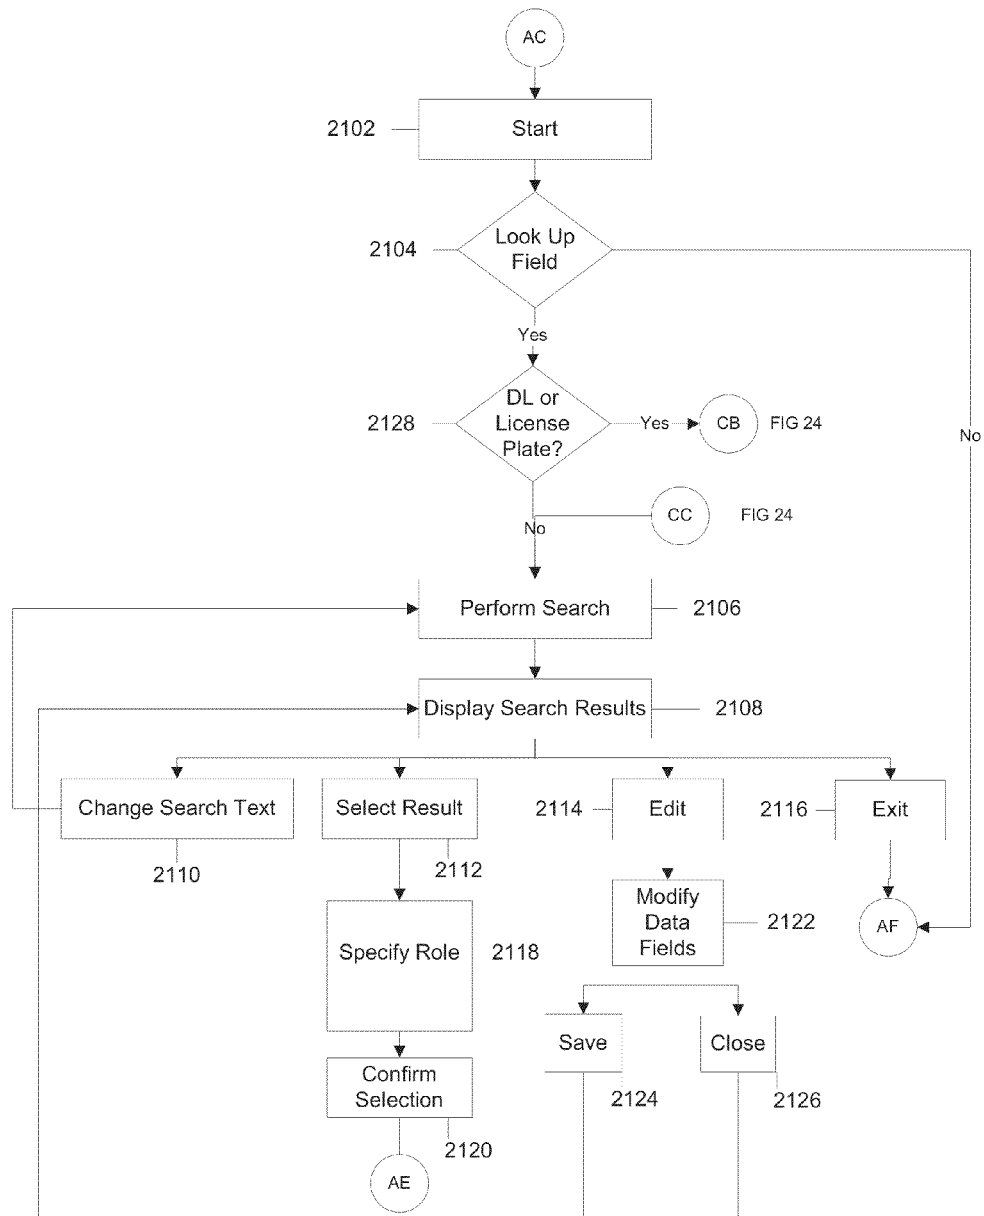 AC
2102
Start
2104
Look Up
Field
Yes
2128
DL or
License
Plate?
Yes
CB
FIG 24
No
CC
FIG 24
No
Perform Search
2106
Display Search Results
2108
Change Search Text
Select Result
2114
Edit
2116
Exit
2110
2112
Modify
Data
Fields
2122
AF
Specify Role
2118
Save
Close
Confirm
Selection
2124
2126
2120
AE